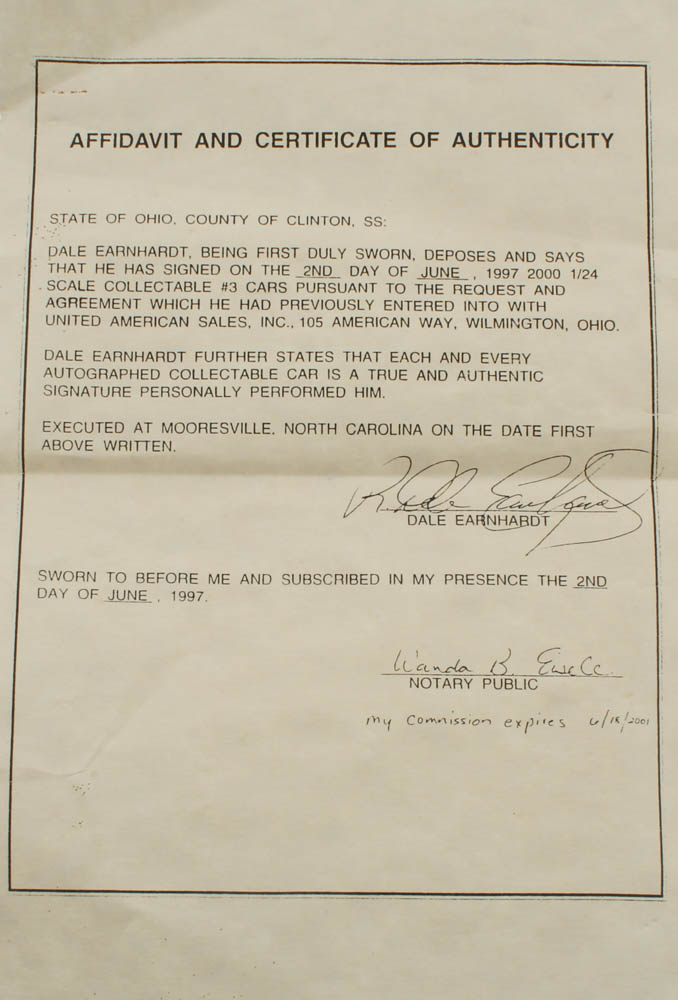 AFFIDAVIT AND CERTIFICATE OF AUTHENTICITY
STATE OF OHIO, COUNTY OF CLINTON, SS:
DALE EARNHARDT, BEING FIRST DULY SWORN, DEPOSES AND SAYS
THAT HE HAS SIGNED ON THE 2ND DAY OF JUNE , 1997 2000 1/24
SCALE COLLECTABLE #3 CARS PURSUANT TO THE REQUEST AND
AGREEMENT WHICH HE HAD PREVIOUSLY ENTERED INTO WITH
UNITED AMERICAN SALES, INC., 105 AMERICAN WAY, WILMINGTON, OHIO.
DALE EARNHARDT FURTHER STATES THAT EACH AND EVERY
AUTOGRAPHED COLLECTABLE CAR IS A TRUE AND AUTHENTIC
SIGNATURE PERSONALLY PERFORMED HIM.
EXECUTED AT MOORESVILLE, NORTH CAROLINA ON THE DATE FIRST
ABOVE WRITTEN.
R. Dale Earnhardt
DALE EARNHARDT
SWORN TO BEFORE ME AND SUBSCRIBED IN MY PRESENCE THE 2ND
DAY OF JUNE , 1997.
Wanda B.
NOTARY PUBLIC
my commission expires 6/18/2001